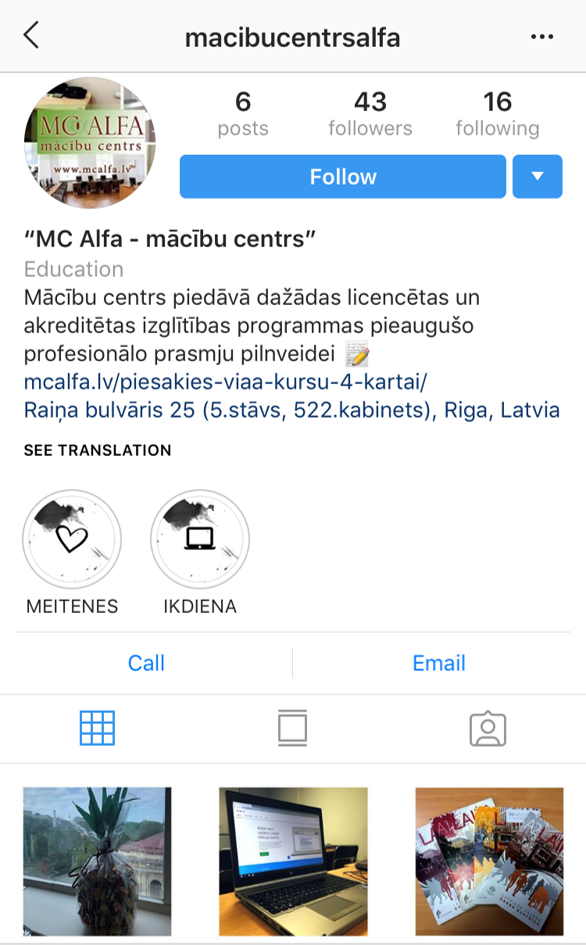 macibucentrsalfa
MC ALFA
mācību centrs
www.mcalfa.lv
6 43 16
posts followers following
Follow
“MC Alfa - mācību centrs”
Education
Mācību centrs piedāvā dažādas licencētas un
akreditētas izglītības programmas pieaugušo
profesionālo prasmju pilnveidei 📝
mcalfa.lv/piesakies-viaa-kursu-4-kartai/
Raiņa bulvāris 25 (5.stāvs, 522.kabinets), Riga, Latvia
SEE TRANSLATION
MEITENES IKDIENA
Call Email